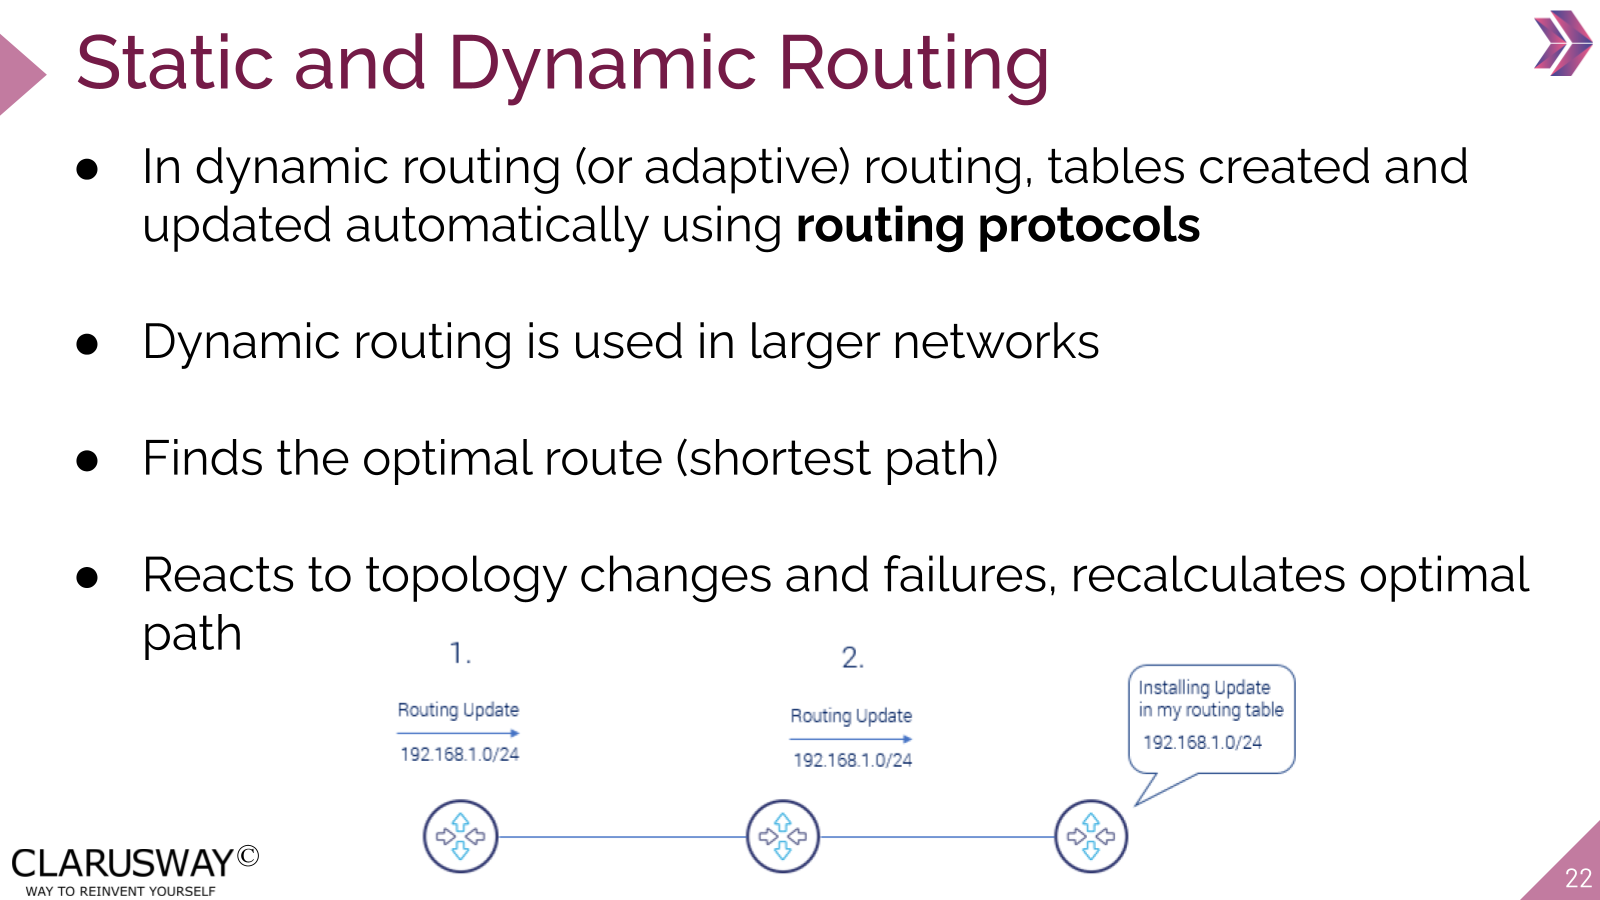 Static and Dynamic Routing
● In dynamic routing (or adaptive) routing, tables created and
updated automatically using routing protocols
● Dynamic routing is used in larger networks
● Finds the optimal route (shortest path)
● Reacts to topology changes and failures, recalculates optimal
path
1.
Routing Update
192.168.1.0/24
2.
Routing Update
192.168.1.0/24
Installing Update
in my routing table
192.168.1.0/24
CLARUSWAY©
WAY TO REINVENT YOURSELF
22